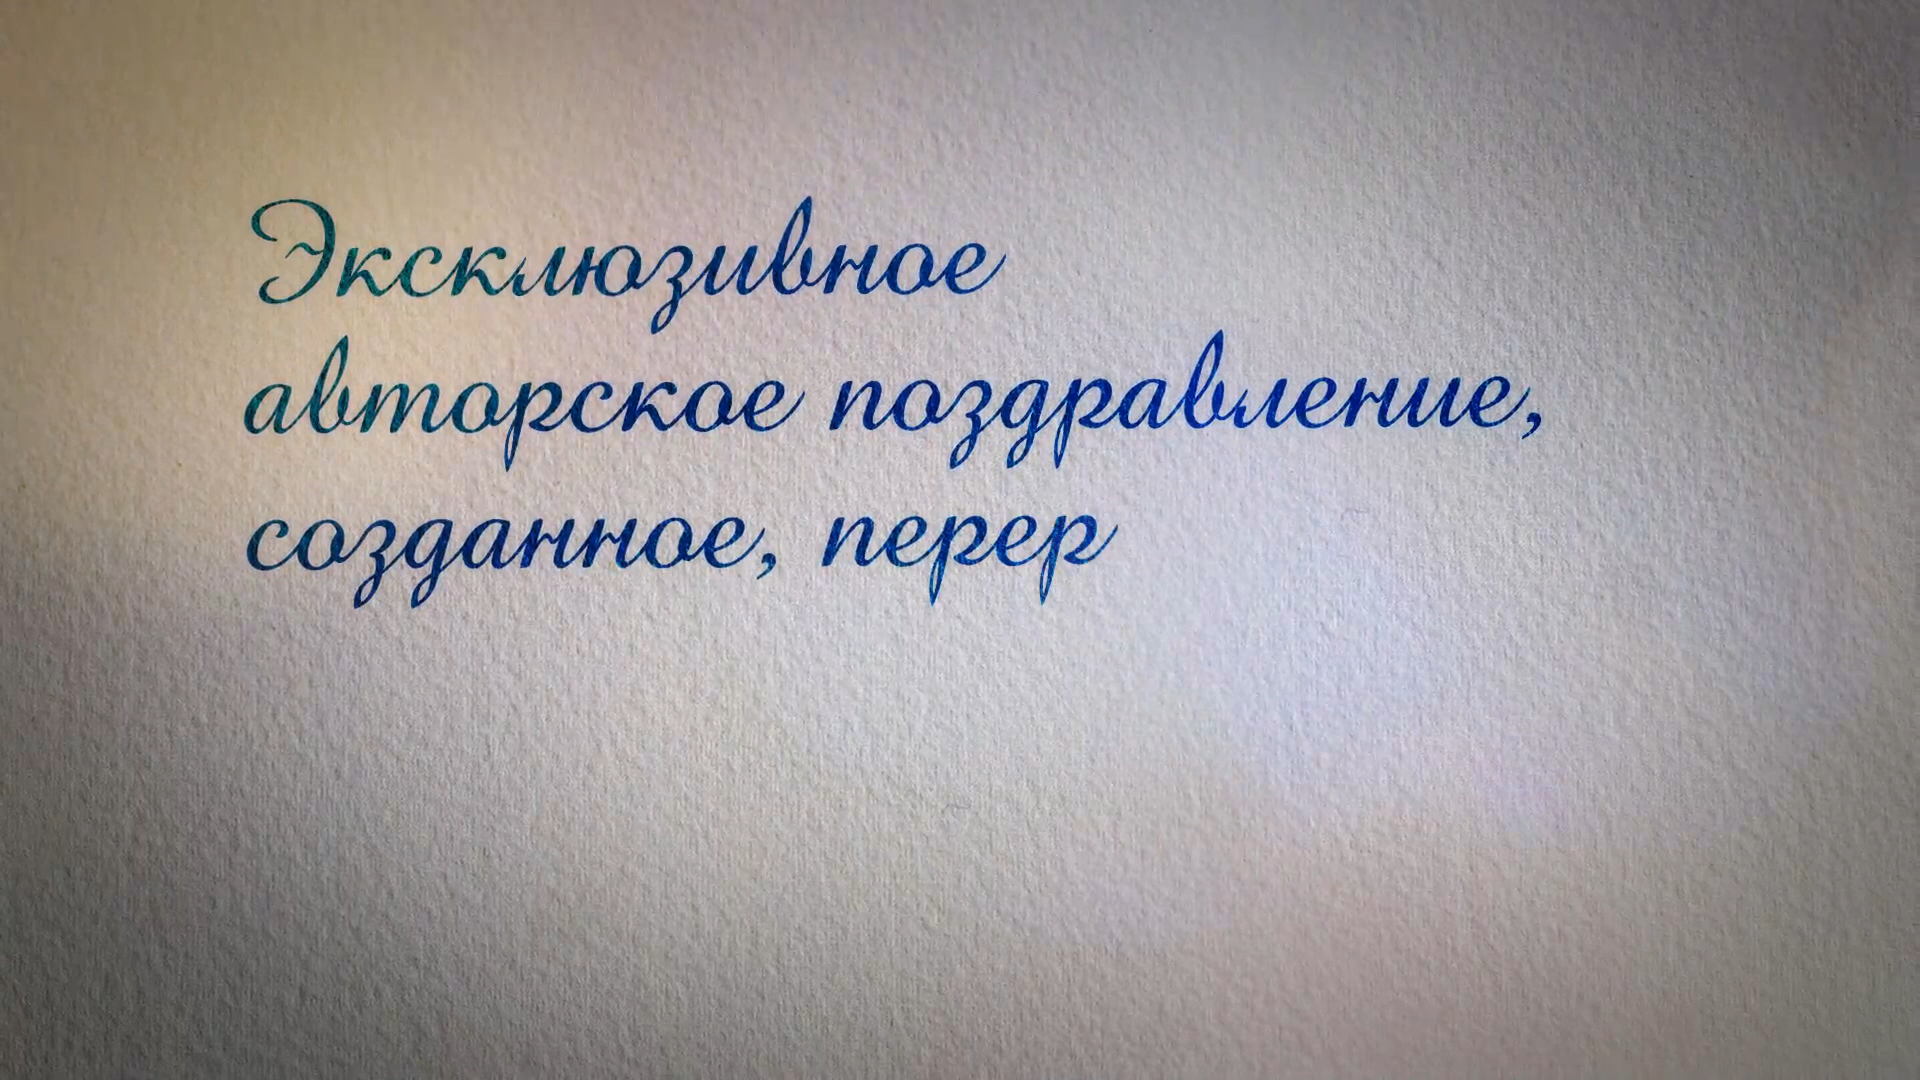 Эксклюзивное
авторское поздравление,
созданное, перер